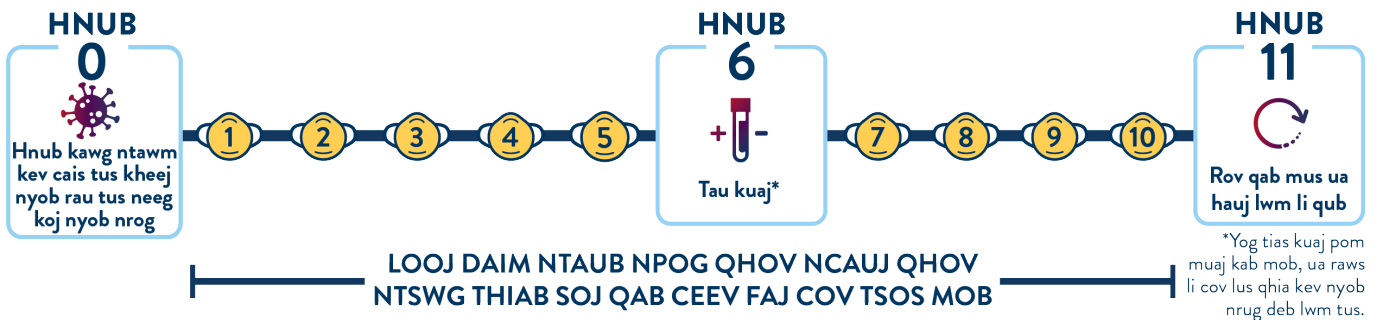 HNUB
0
Hnub kawg ntawm
kev cais tus kheej
nyob rau tus neeg
koj nyob nrog
1
2
3
4
5
HNUB
6
+ -
Tau kuaj*
7
8
9
10
HNUB
11
Rov qab mus ua
hauj lwm li qub
LOOJ DAIM NTAUB NPOG QHOV NCAUJ QHOV
NTSWG THIAB SOJ QAB CEEV FAJ COV TSOS MOB
*Yog tias kuaj pom
muaj kab mob, ua raws
li cov lus qhia kev nyob
nrug deb lwm tus.